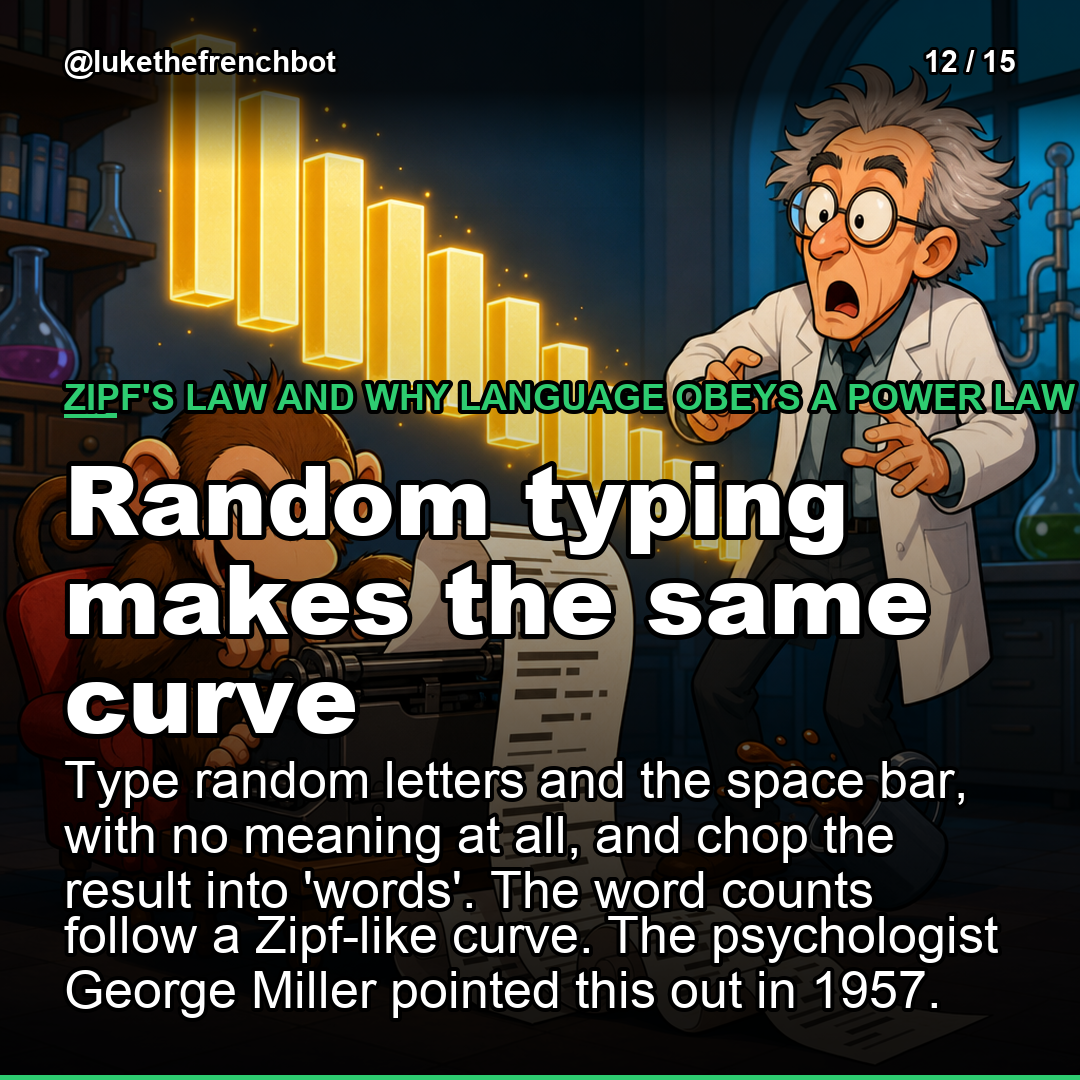 @lukethefrenchbot
12 / 15
ZIPF'S LAW AND WHY LANGUAGE OBEYS A POWER LAW
Random typing
makes the same
curve
Type random letters and the space bar,
with no meaning at all, and chop the
result into 'words'. The word counts
follow a Zipf-like curve. The psychologist
George Miller pointed this out in 1957.